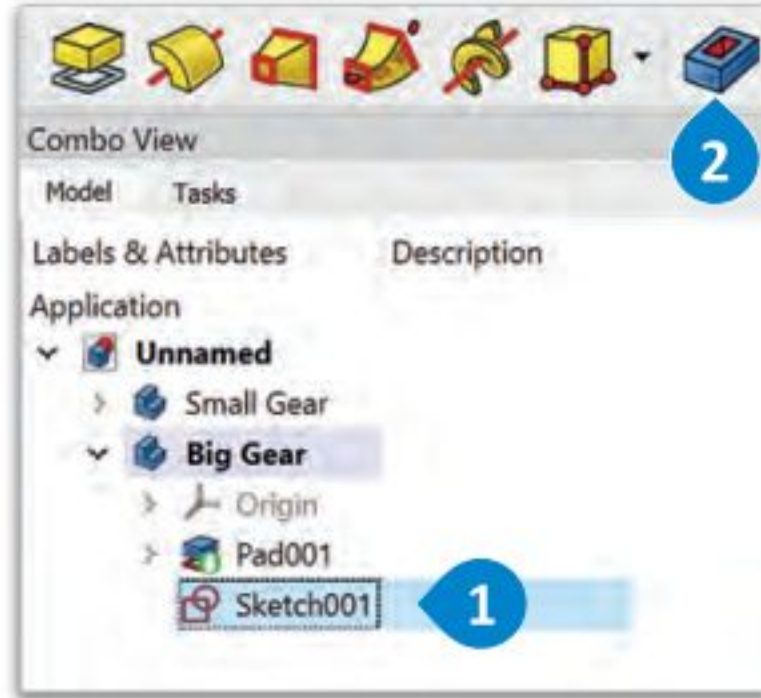 Combo View
2
Model Tasks
Labels & Attributes Description
Application
Unnamed
Small Gear
Big Gear
Origin
Pad001
Sketch001 1